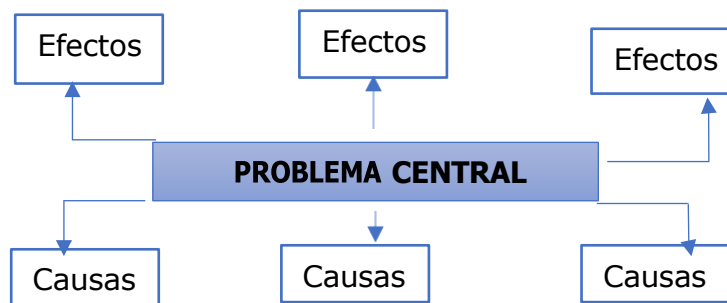 Efectos
Efectos
Efectos
PROBLEMA CENTRAL
Causas
Causas
Causas